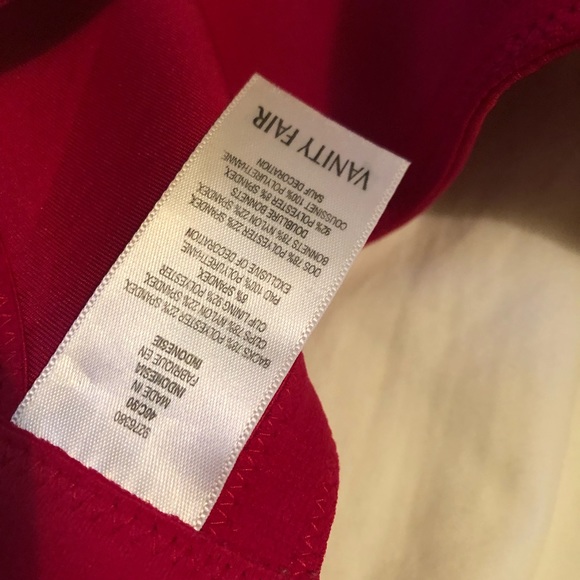 9276380
40C/90
MADE IN
INDONESIA
FABRIQUE EN
INDONESIE
BACKS 78% POLYESTER 22% SPANDEX,
CUPS 78% NYLON 22% SPANDEX,
CUP LINING 92% POLYESTER
8% SPANDEX,
PAD 100% POLYURETHANE,
EXCLUSIVE OF DECORATION
DOS 78% POLYESTER 22% SPANDEX,
BONNETS 78% NYLON 22% SPANDEX,
DOUBLURE BONNETS
92% POLYESTER 8% SPANDEX,
COUSSINET 100% POLYURETHANNE,
SAUF DECORATION
VANITY FAIR